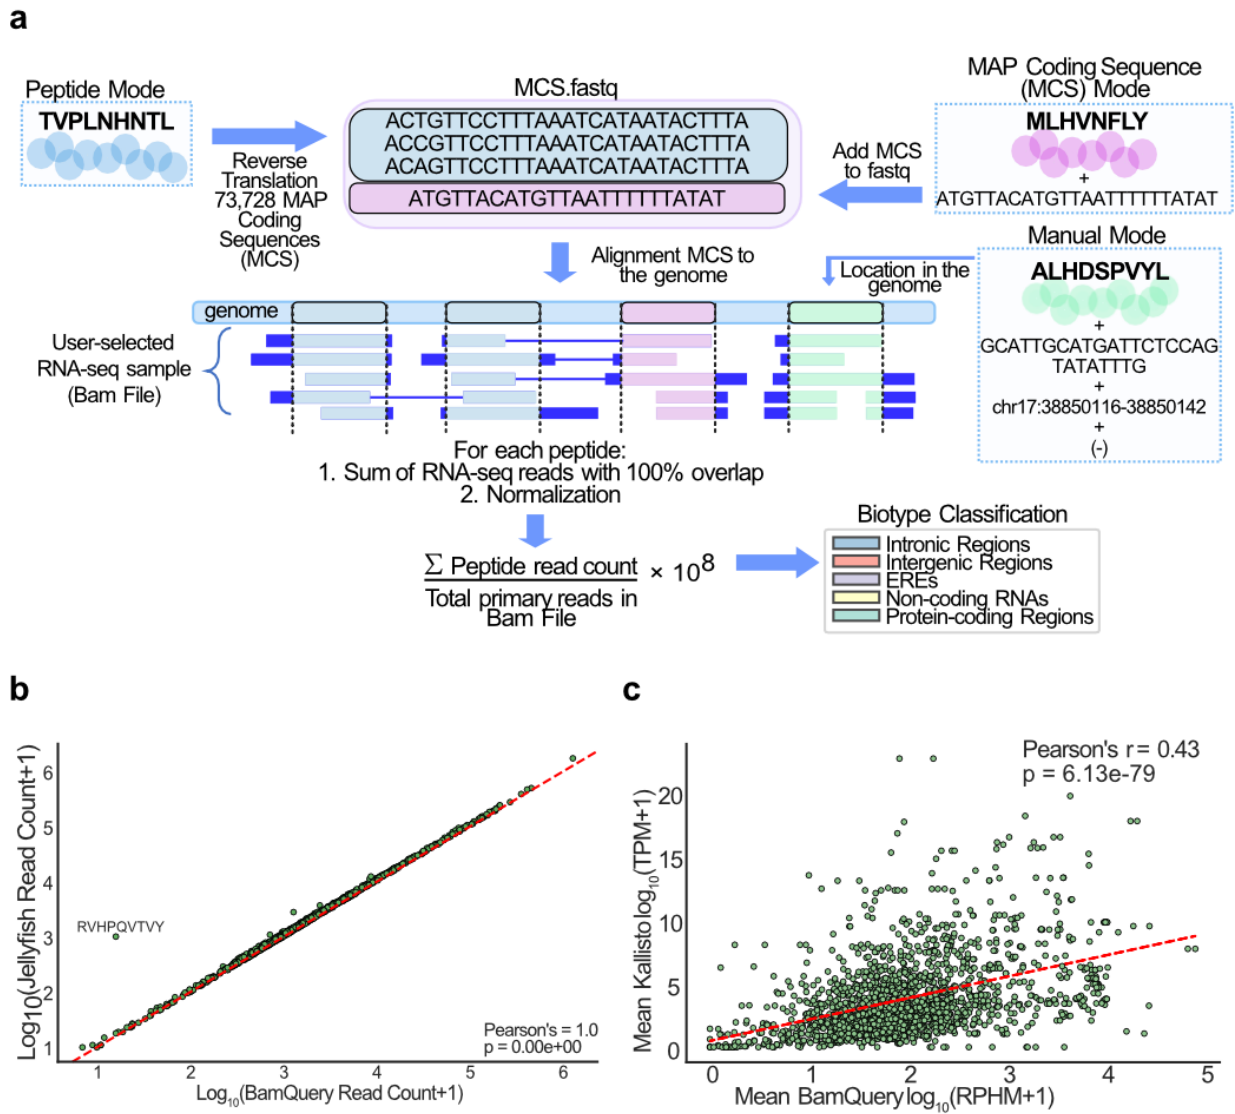 a
Peptide Mode
TVPLNHNTL
Reverse
Translation
73,728 MAP
Coding
Sequences
(MCS)
MCS.fastq
ACTGTTCCTTTAAATCATAATACTTTA
ACCGTTCCTTTAAATCATAATACTTTA
ACAGTTCCTTTAAATCATAATACTTTA
ATGTTACATGTTAATTTTTTATAT
Add MCS
to fastq
MAP Coding Sequence
(MCS) Mode
MLHVNFLY
+
ATGTTACATGTTAATTTTTTATAT
Manual Mode
ALHDSPVYL
+
GCATTGCATGATTCTCCAG
TATATTTG
+
chr17:38850116-38850142
+
(-)
Alignment MCS to
the genome
Location in the
genome
genome
User-selected
RNA-seq sample
(Bam File)
For each peptide:
1. Sum of RNA-seq reads with 100% overlap
2. Normalization
∑ Peptide read count
Total primary reads in
Bam File
× 10⁸
Biotype Classification
Intronic Regions
Intergenic Regions
EREs
Non-coding RNAs
Protein-coding Regions
b
Log10(Jellyfish Read Count+1)
6
5
4
3
2
1
RVHPQVTVY
Pearson's = 1.0
p = 0.00e+00
1 2 3 4 5 6
Log₁₀(BamQuery Read Count+1)
c
Mean Kallisto log₁₀(TPM+1)
20
15
10
5
0
Pearson's r = 0.43
p = 6.13e-79
0 1 2 3 4 5
Mean BamQuery log₁₀(RPHM+1)